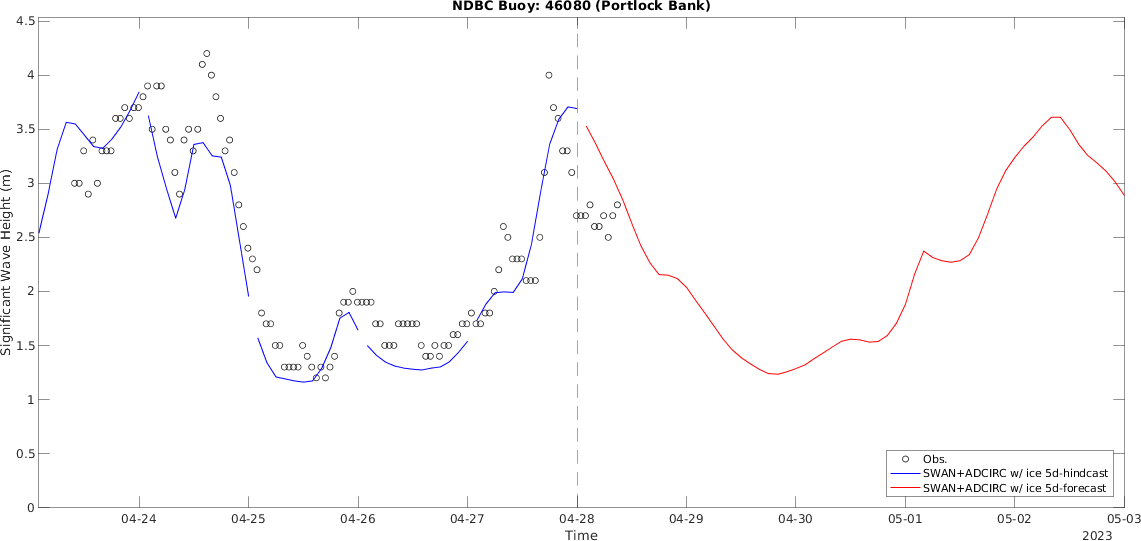 NDBC Buoy: 46080 (Portlock Bank)
Significant Wave Height (m)
4.5
4
3.5
3
2.5
2
1.5
1
0.5
0
Obs.
SWAN+ADCIRC w/ ice 5d-hindcast
SWAN+ADCIRC w/ ice 5d-forecast
04-24 04-25 04-26 04-27 04-28 04-29 04-30 05-01 05-02 05-03
Time
2023